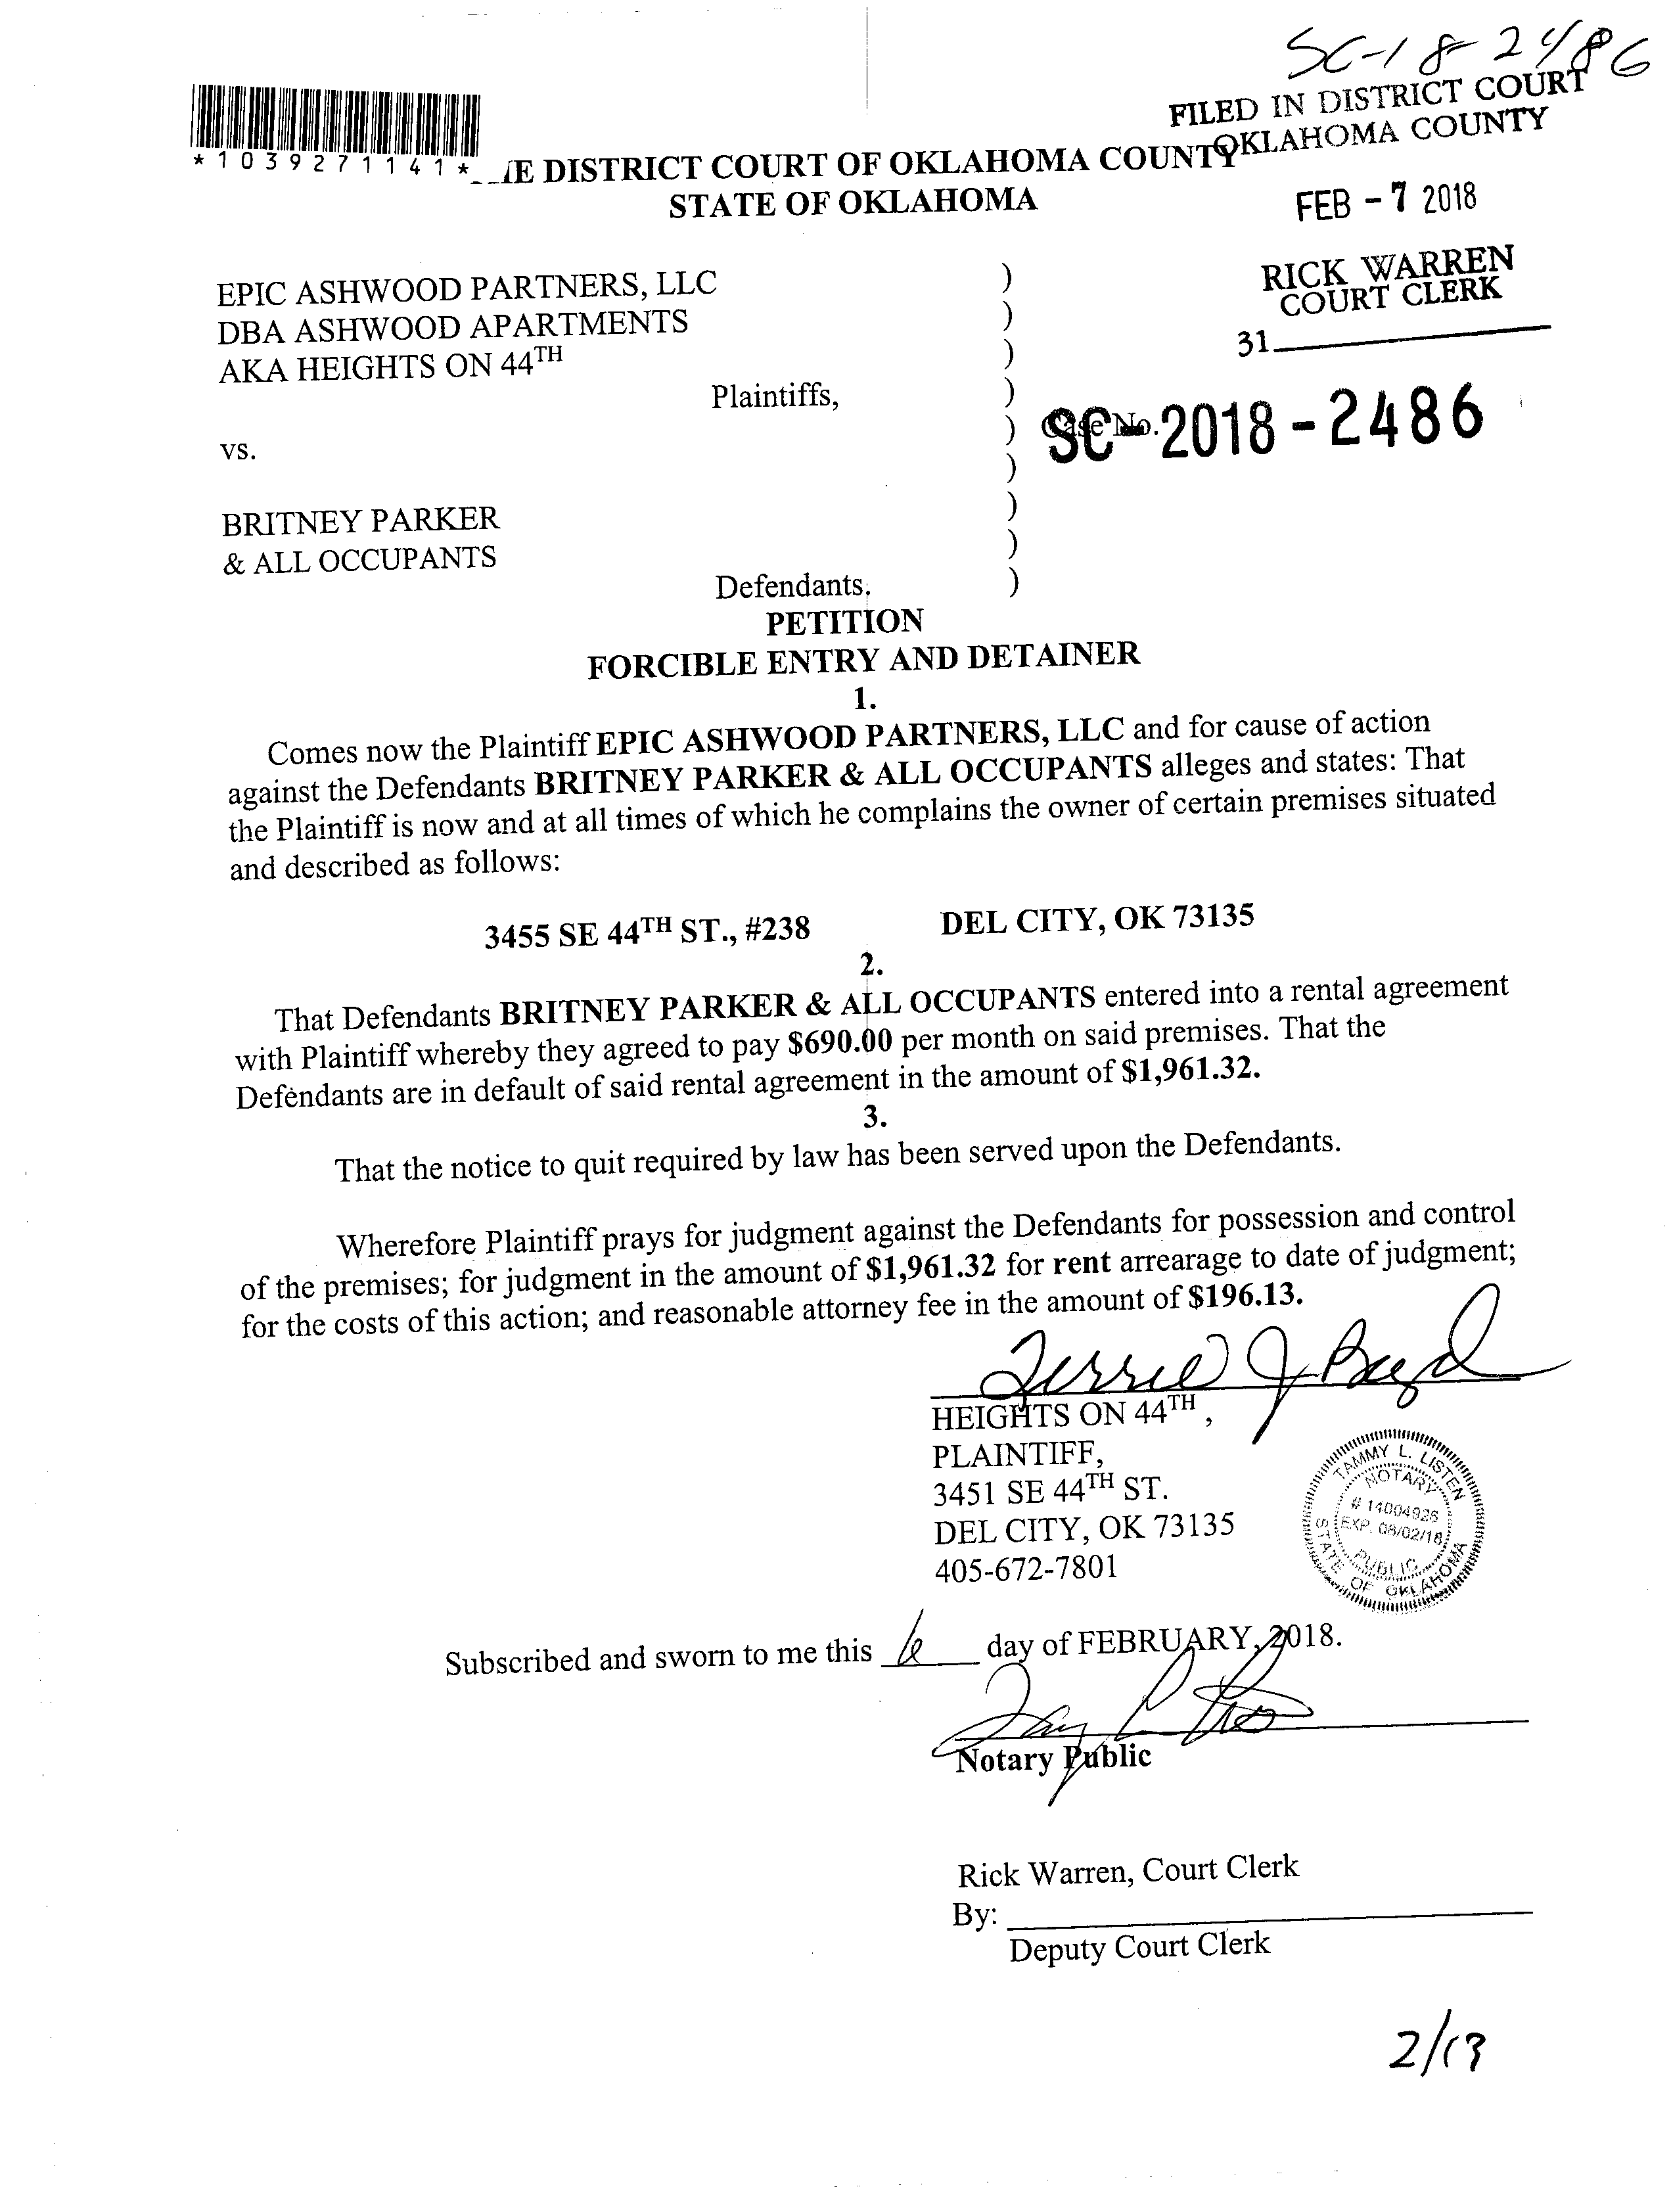 SC-18-2486
FILED IN DISTRICT COURT
OKLAHOMA COUNTY
*1039271141*
IE DISTRICT COURT OF OKLAHOMA COUNTY
STATE OF OKLAHOMA
FEB - 7 2018
RICK WARREN
COURT CLERK
31
EPIC ASHWOOD PARTNERS, LLC )
DBA ASHWOOD APARTMENTS )
AKA HEIGHTS ON 44TH )
Plaintiffs, )
) Case No.
SC-2018-2486
vs. )
BRITNEY PARKER )
& ALL OCCUPANTS )
Defendants. )
PETITION
FORCIBLE ENTRY AND DETAINER
1.
Comes now the Plaintiff EPIC ASHWOOD PARTNERS, LLC and for cause of action
against the Defendants BRITNEY PARKER & ALL OCCUPANTS alleges and states: That
the Plaintiff is now and at all times of which he complains the owner of certain premises situated
and described as follows:
3455 SE 44TH ST., #238 DEL CITY, OK 73135
2.
That Defendants BRITNEY PARKER & ALL OCCUPANTS entered into a rental agreement
with Plaintiff whereby they agreed to pay $690.00 per month on said premises. That the
Defendants are in default of said rental agreement in the amount of $1,961.32.
3.
That the notice to quit required by law has been served upon the Defendants.
Wherefore Plaintiff prays for judgment against the Defendants for possession and control
of the premises; for judgment in the amount of $1,961.32 for rent arrearage to date of judgment;
for the costs of this action; and reasonable attorney fee in the amount of $196.13.
Terrie J Boyd
HEIGHTS ON 44TH ,
PLAINTIFF,
3451 SE 44TH ST.
DEL CITY, OK 73135
405-672-7801
TAMMY L. LISTEN
NOTARY
# 14004926
EXP. 08/02/18
PUBLIC
STATE OF OKLAHOMA
Subscribed and sworn to me this 6 day of FEBRUARY, 2018.
Notary Public
Rick Warren, Court Clerk
By:
Deputy Court Clerk
2/13